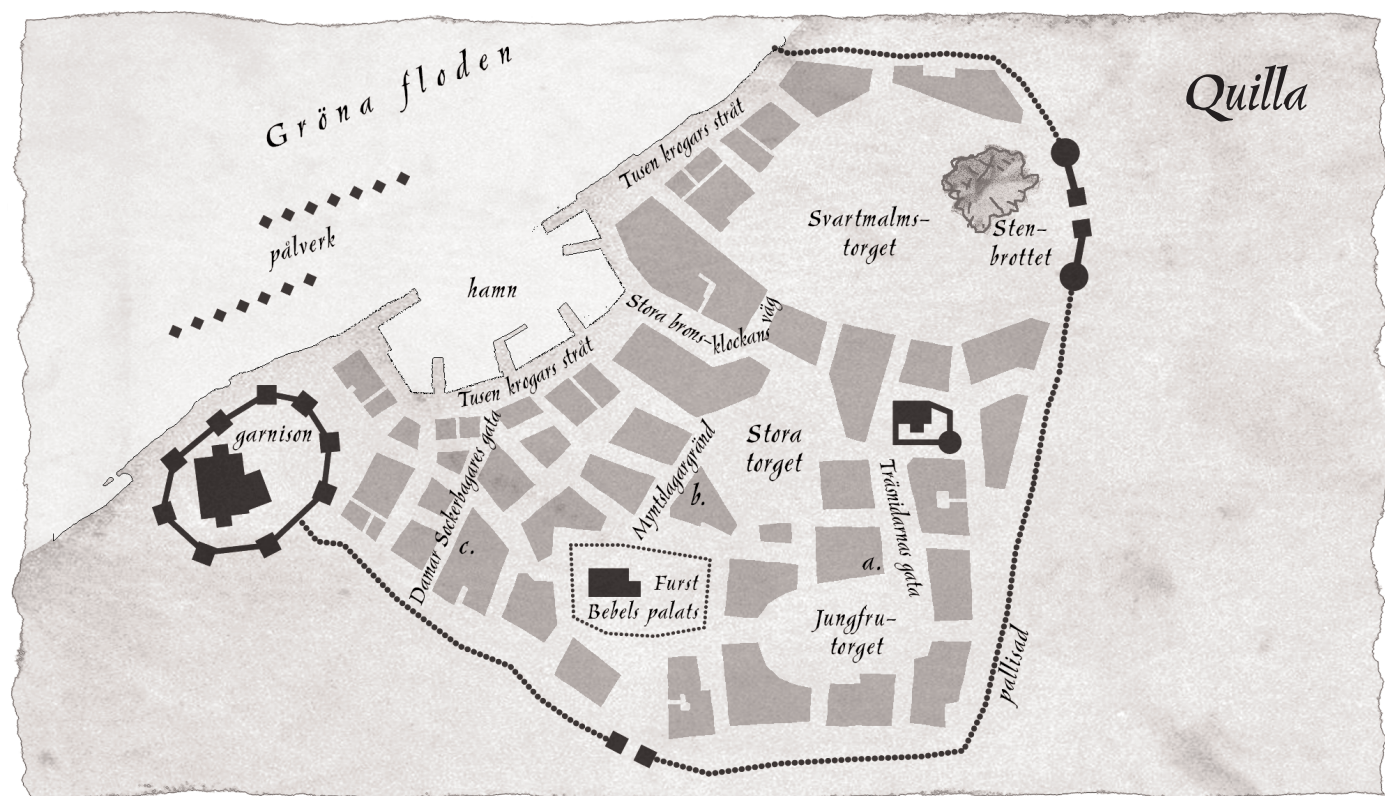 Gröna floden
Quilla
Tusen krogars stråt
pålverk
Svartmalms-
torget
Sten-
brottet
hamn
Stora brons-klockans väg
Tusen krogars stråt
garnison
Damar Sockerbagares gata
Myntslagargränd
Stora
torget
Träsnidarnas gata
b.
c.
a.
Furst
Bebels palats
Jungfru-
torget
pallisad